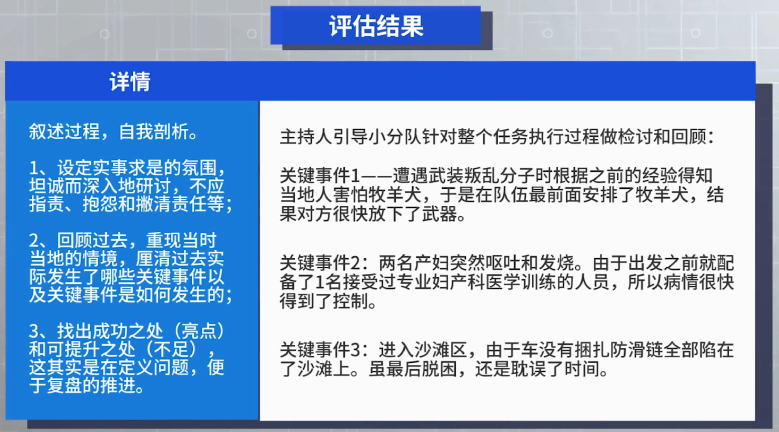 评估结果
详情
叙述过程，自我剖析。
1、设定实事求是的氛围，
坦诚而深入地研讨，不应
指责、抱怨和撇清责任等；
2、回顾过去，重现当时
当地的情境，厘清过去实
际发生了哪些关键事件以
及关键事件是如何发生的；
3、找出成功之处（亮点）
和可提升之处（不足），
这其实是在定义问题，便
于复盘的推进。
主持人引导小分队针对整个任务执行过程做检讨和回顾：
关键事件1——遭遇武装叛乱分子时根据之前的经验得知
当地人害怕牧羊犬，于是在队伍最前面安排了牧羊犬，结
果对方很快放下了武器。
关键事件2：两名产妇突然呕吐和发烧。由于出发之前就配
备了1名接受过专业妇产科医学训练的人员，所以病情很快
得到了控制。
关键事件3：进入沙滩区，由于车没有捆扎防滑链全部陷在
了沙滩上。虽最后脱困，还是耽误了时间。